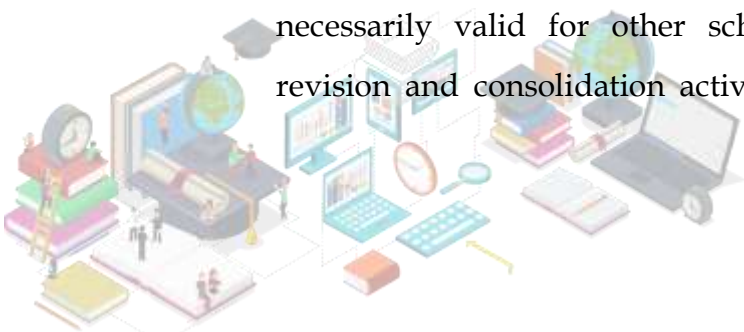 necessarily valid for other sch
revision and consolidation activ